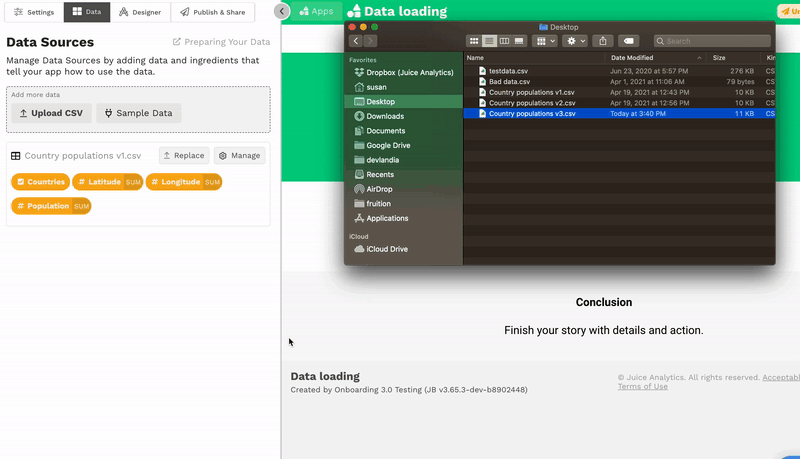 Settings
Data
Designer
Publish & Share
Apps
Data loading
Data Sources
Preparing Your Data
Manage Data Sources by adding data and ingredients that
tell your app how to use the data.
Add more data
Upload CSV
Sample Data
Country populations v1.csv
Replace
Manage
Countries
# Latitude SUM
# Longitude SUM
# Population SUM
Desktop
Search
Favorites
Dropbox (Juice Analytics)
susan
Desktop
Downloads
Documents
Google Drive
devlandia
Recents
AirDrop
fruition
Applications
iCloud
iCloud Drive
Name Date Modified Size Kin
testdata.csv Jun 23, 2020 at 5:57 PM 276 KB CS
Bad data.csv Apr 1, 2021 at 11:06 AM 79 bytes CS
Country populations v1.csv Apr 19, 2021 at 12:43 PM 10 KB CS
Country populations v2.csv Apr 19, 2021 at 12:56 PM 10 KB CS
Country populations v3.csv Today at 3:40 PM 11 KB CS
Conclusion
Finish your story with details and action.
Data loading
Created by Onboarding 3.0 Testing (JB v3.65.3-dev-b8902448)
© Juice Analytics. All rights reserved. Acceptabl
Terms of Use